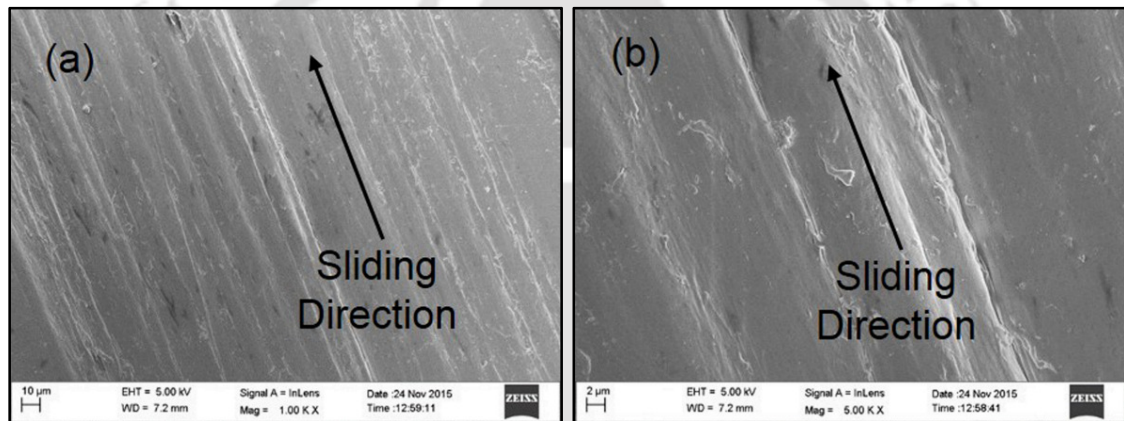 (a)
Sliding
Direction
10 µm
EHT = 5.00 kV
WD = 7.2 mm
Signal A = InLens
Mag = 1.00 K X
Date :24 Nov 2015
Time :12:59:11
ZEISS
(b)
Sliding
Direction
2 µm
EHT = 5.00 kV
WD = 7.2 mm
Signal A = InLens
Mag = 5.00 K X
Date :24 Nov 2015
Time :12:58:41
ZEISS